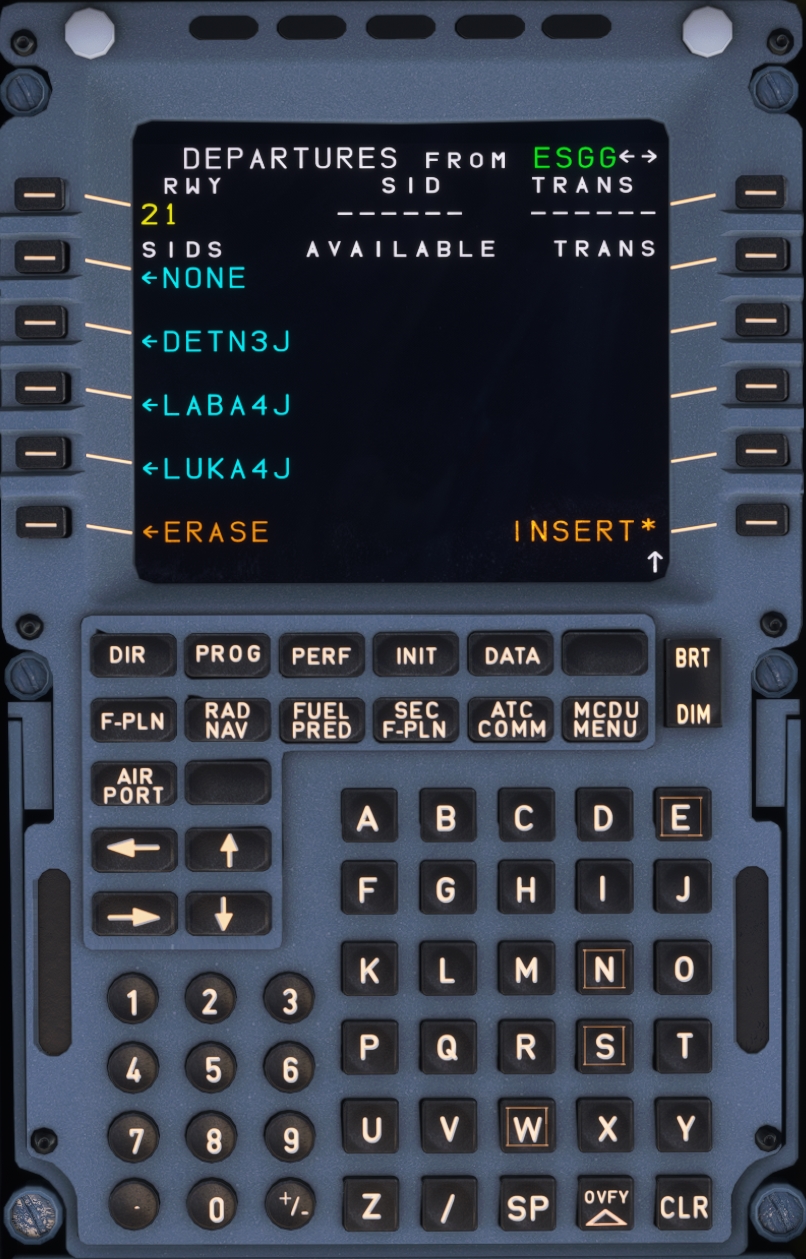 DEPARTURES FROM ESGG←→
RWY SID TRANS
21 ------ ------
SIDS AVAILABLE TRANS
←NONE
←DETN3J
←LABA4J
←LUKA4J
←ERASE INSERT*
↑
DIR PROG PERF INIT DATA BRT
DIM
F-PLN RAD NAV FUEL PRED SEC F-PLN ATC COMM MCDU MENU
AIR PORT
← ↑
→ ↓
A B C D E
F G H I J
K L M N O
1 2 3
P Q R S T
4 5 6
U V W X Y
7 8 9
Z / SP OVFY CLR
. 0 +/-